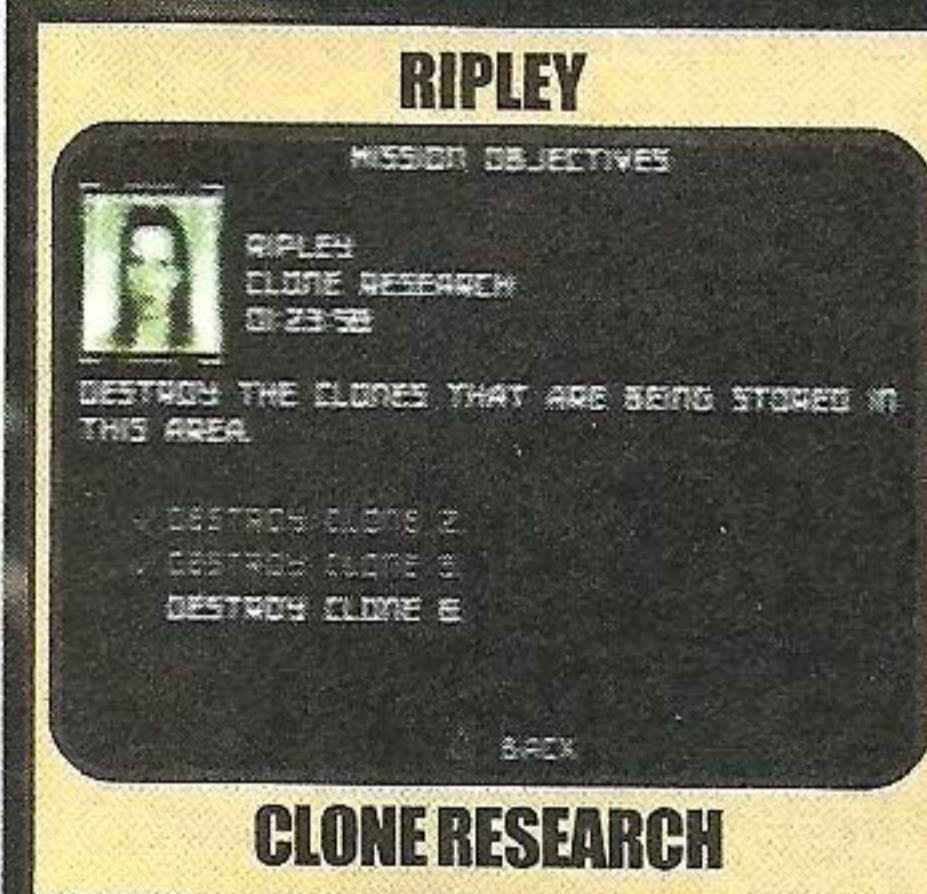 RIPLEY
MISSION OBJECTIVES
RIPLEY
CLONE RESEARCH
01:23:58
DESTROY THE CLONES THAT ARE BEING STORED IN
THIS AREA.
DESTROY CLONE 2.
DESTROY CLONE 3.
DESTROY CLONE 6.
BACK
CLONE RESEARCH